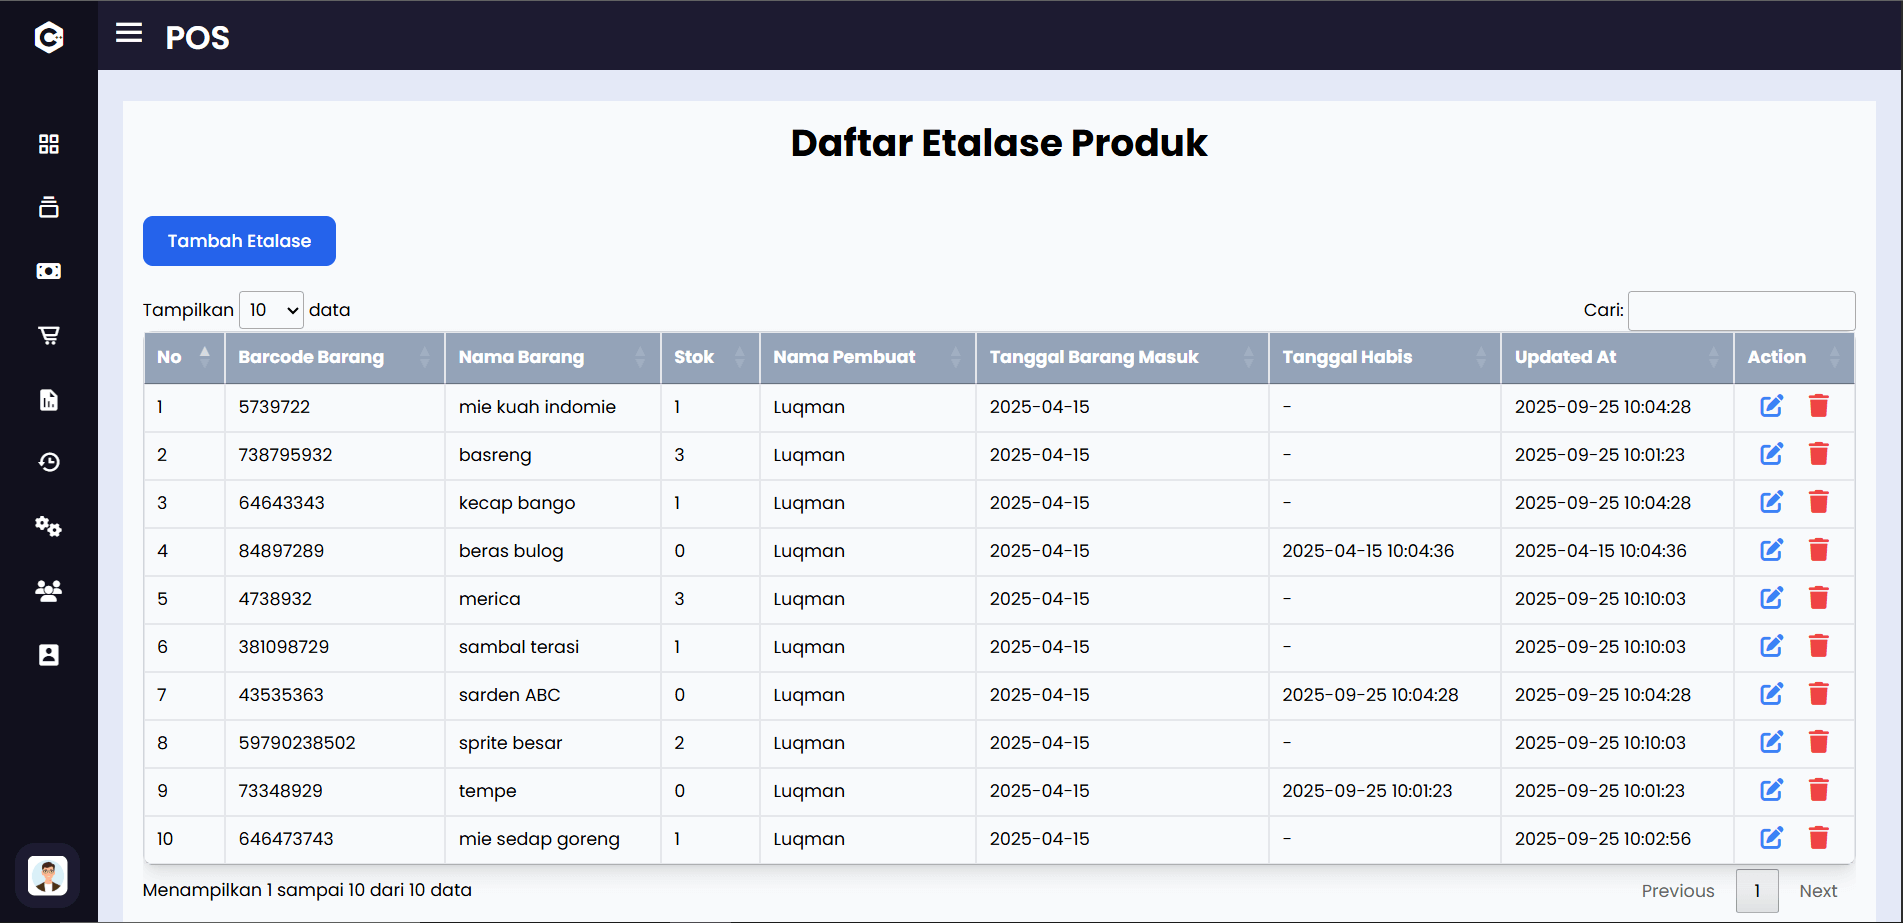 POS
Daftar Etalase Produk
Tambah Etalase
Tampilkan 10 data Cari:
No Barcode Barang Nama Barang Stok Nama Pembuat Tanggal Barang Masuk Tanggal Habis Updated At Action
1 5739722 mie kuah indomie 1 Luqman 2025-04-15 - 2025-09-25 10:04:28
2 738795932 basreng 3 Luqman 2025-04-15 - 2025-09-25 10:01:23
3 64643343 kecap bango 1 Luqman 2025-04-15 - 2025-09-25 10:04:28
4 84897289 beras bulog 0 Luqman 2025-04-15 2025-04-15 10:04:36 2025-04-15 10:04:36
5 4738932 merica 3 Luqman 2025-04-15 - 2025-09-25 10:10:03
6 381098729 sambal terasi 1 Luqman 2025-04-15 - 2025-09-25 10:10:03
7 43535363 sarden ABC 0 Luqman 2025-04-15 2025-09-25 10:04:28 2025-09-25 10:04:28
8 59790238502 sprite besar 2 Luqman 2025-04-15 - 2025-09-25 10:10:03
9 73348929 tempe 0 Luqman 2025-04-15 2025-09-25 10:01:23 2025-09-25 10:01:23
10 646473743 mie sedap goreng 1 Luqman 2025-04-15 - 2025-09-25 10:02:56
Menampilkan 1 sampai 10 dari 10 data Previous 1 Next